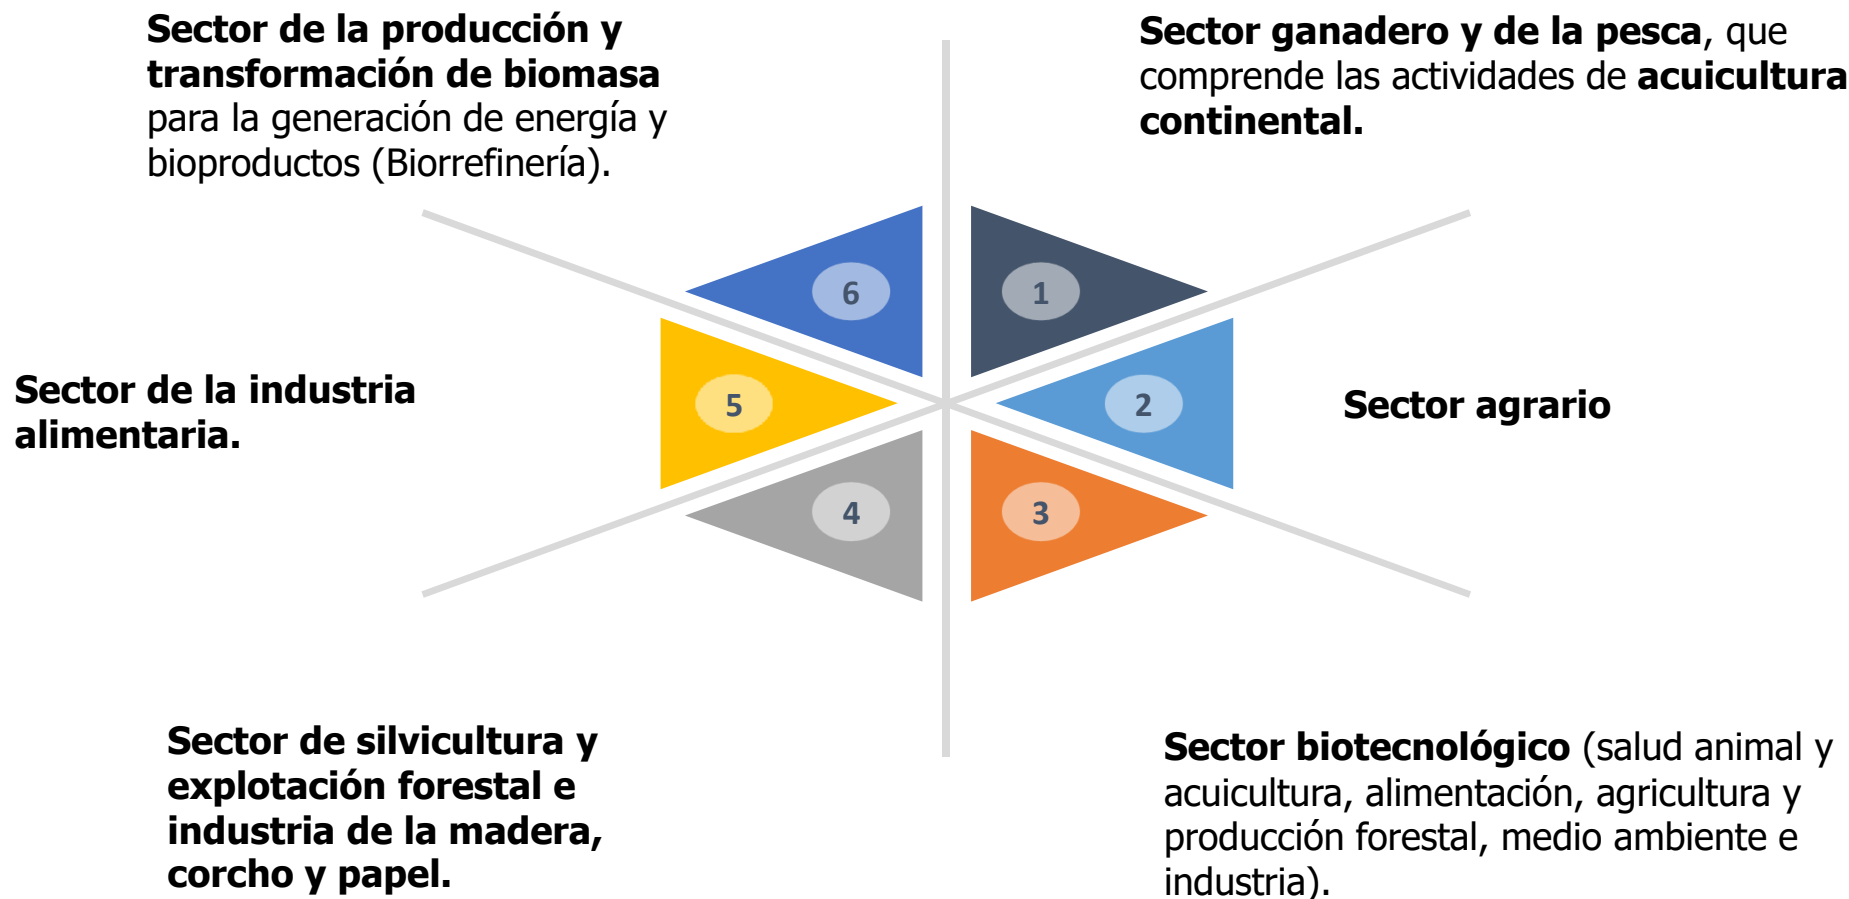 Sector de la producción y
transformación de biomasa
para la generación de energía y
bioproductos (Biorrefinería).
Sector ganadero y de la pesca, que
comprende las actividades de acuicultura
continental.
6
1
Sector de la industria
alimentaria.
5
2
Sector agrario
4
3
Sector de silvicultura y
explotación forestal e
industria de la madera,
corcho y papel.
Sector biotecnológico (salud animal y
acuicultura, alimentación, agricultura y
producción forestal, medio ambiente e
industria).